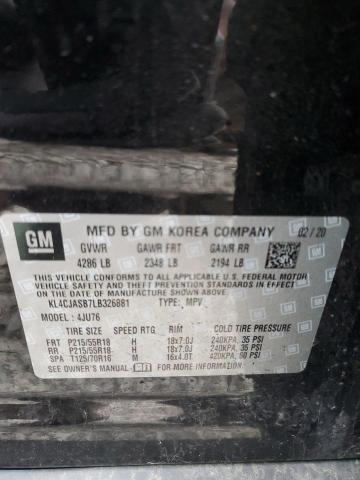 GM
MFD BY GM KOREA COMPANY 02/20
GVWR GAWR FRT GAWR RR
4286 LB 2348 LB 2194 LB
THIS VEHICLE CONFORMS TO ALL APPLICABLE U.S. FEDERAL MOTOR
VEHICLE SAFETY, BUMPER, AND THEFT PREVENTION STANDARDS IN
EFFECT ON THE DATE OF MANUFACTURE SHOWN ABOVE.
KL4CJASB7LB326881 TYPE: MPV
MODEL : 4JU76
TIRE SIZE SPEED RTG RIM COLD TIRE PRESSURE
FRT P215/55R18 H 18x7.0J 240KPA, 35 PSI
RR P215/55R18 H 18x7.0J 240KPA, 35 PSI
SPA T125/70R16 M 16x4.0T 420KPA, 60 PSI
SEE OWNER'S MANUAL FOR ADDITIONAL INFORMATION.